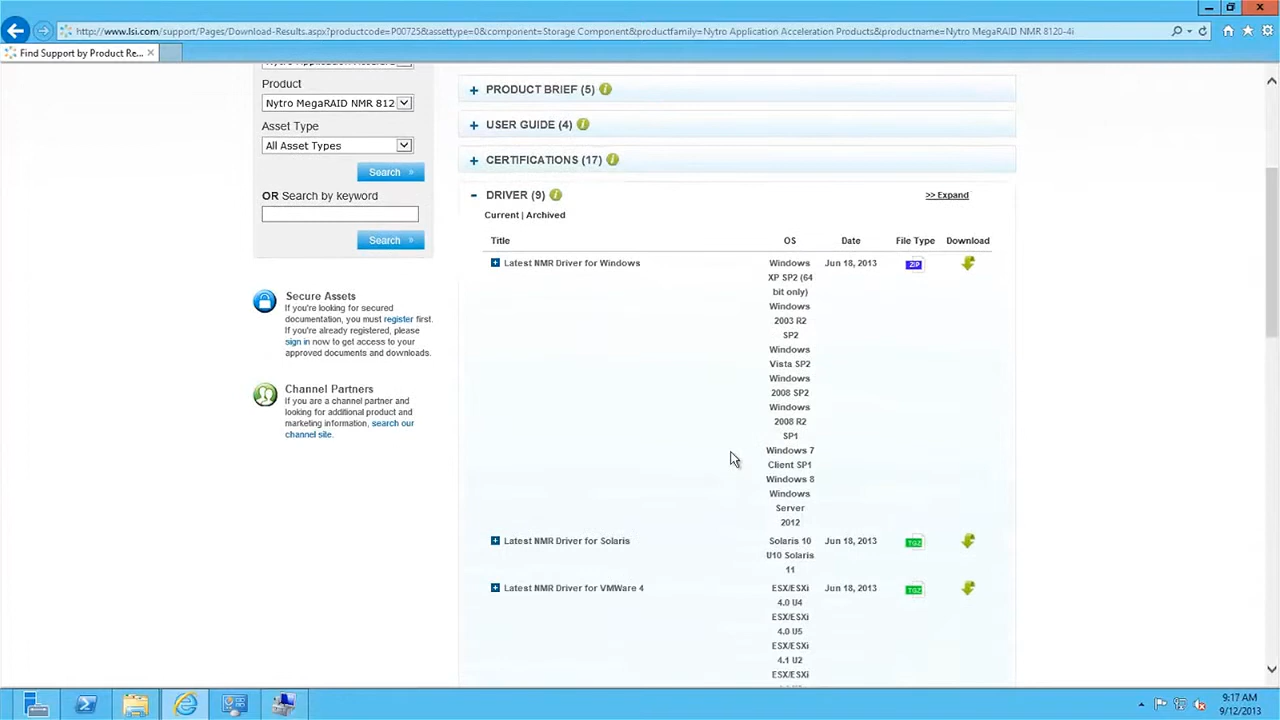 http://www.lsi.com/support/Pages/Download-Results.aspx?productcode=P00725&assettype=0&component=Storage Component&productfamily=Nytro Application Acceleration Products&productname=Nytro MegaRAID NMR 8120-4i
Find Support by Product Re...
Product
Nytro MegaRAID NMR 812
Asset Type
All Asset Types
Search »
OR Search by keyword
Search »
Secure Assets
If you're looking for secured
documentation, you must register first.
If you're already registered, please
sign in now to get access to your
approved documents and downloads.
Channel Partners
If you are a channel partner and
looking for additional product and
marketing information, search our
channel site.
+ PRODUCT BRIEF (5)
+ USER GUIDE (4)
+ CERTIFICATIONS (17)
- DRIVER (9)
>> Expand
Current | Archived
Title OS Date File Type Download
Latest NMR Driver for Windows Windows Jun 18, 2013 ZIP
XP SP2 (64
bit only)
Windows
2003 R2
SP2
Windows
Vista SP2
Windows
2008 SP2
Windows
2008 R2
SP1
Windows 7
Client SP1
Windows 8
Windows
Server
2012
Latest NMR Driver for Solaris Solaris 10 Jun 18, 2013 TGZ
U10 Solaris
11
Latest NMR Driver for VMWare 4 ESX/ESXi Jun 18, 2013 TGZ
4.0 U4
ESX/ESXi
4.0 U5
ESX/ESXi
4.1 U2
ESX/ESXi
9:17 AM
9/12/2013